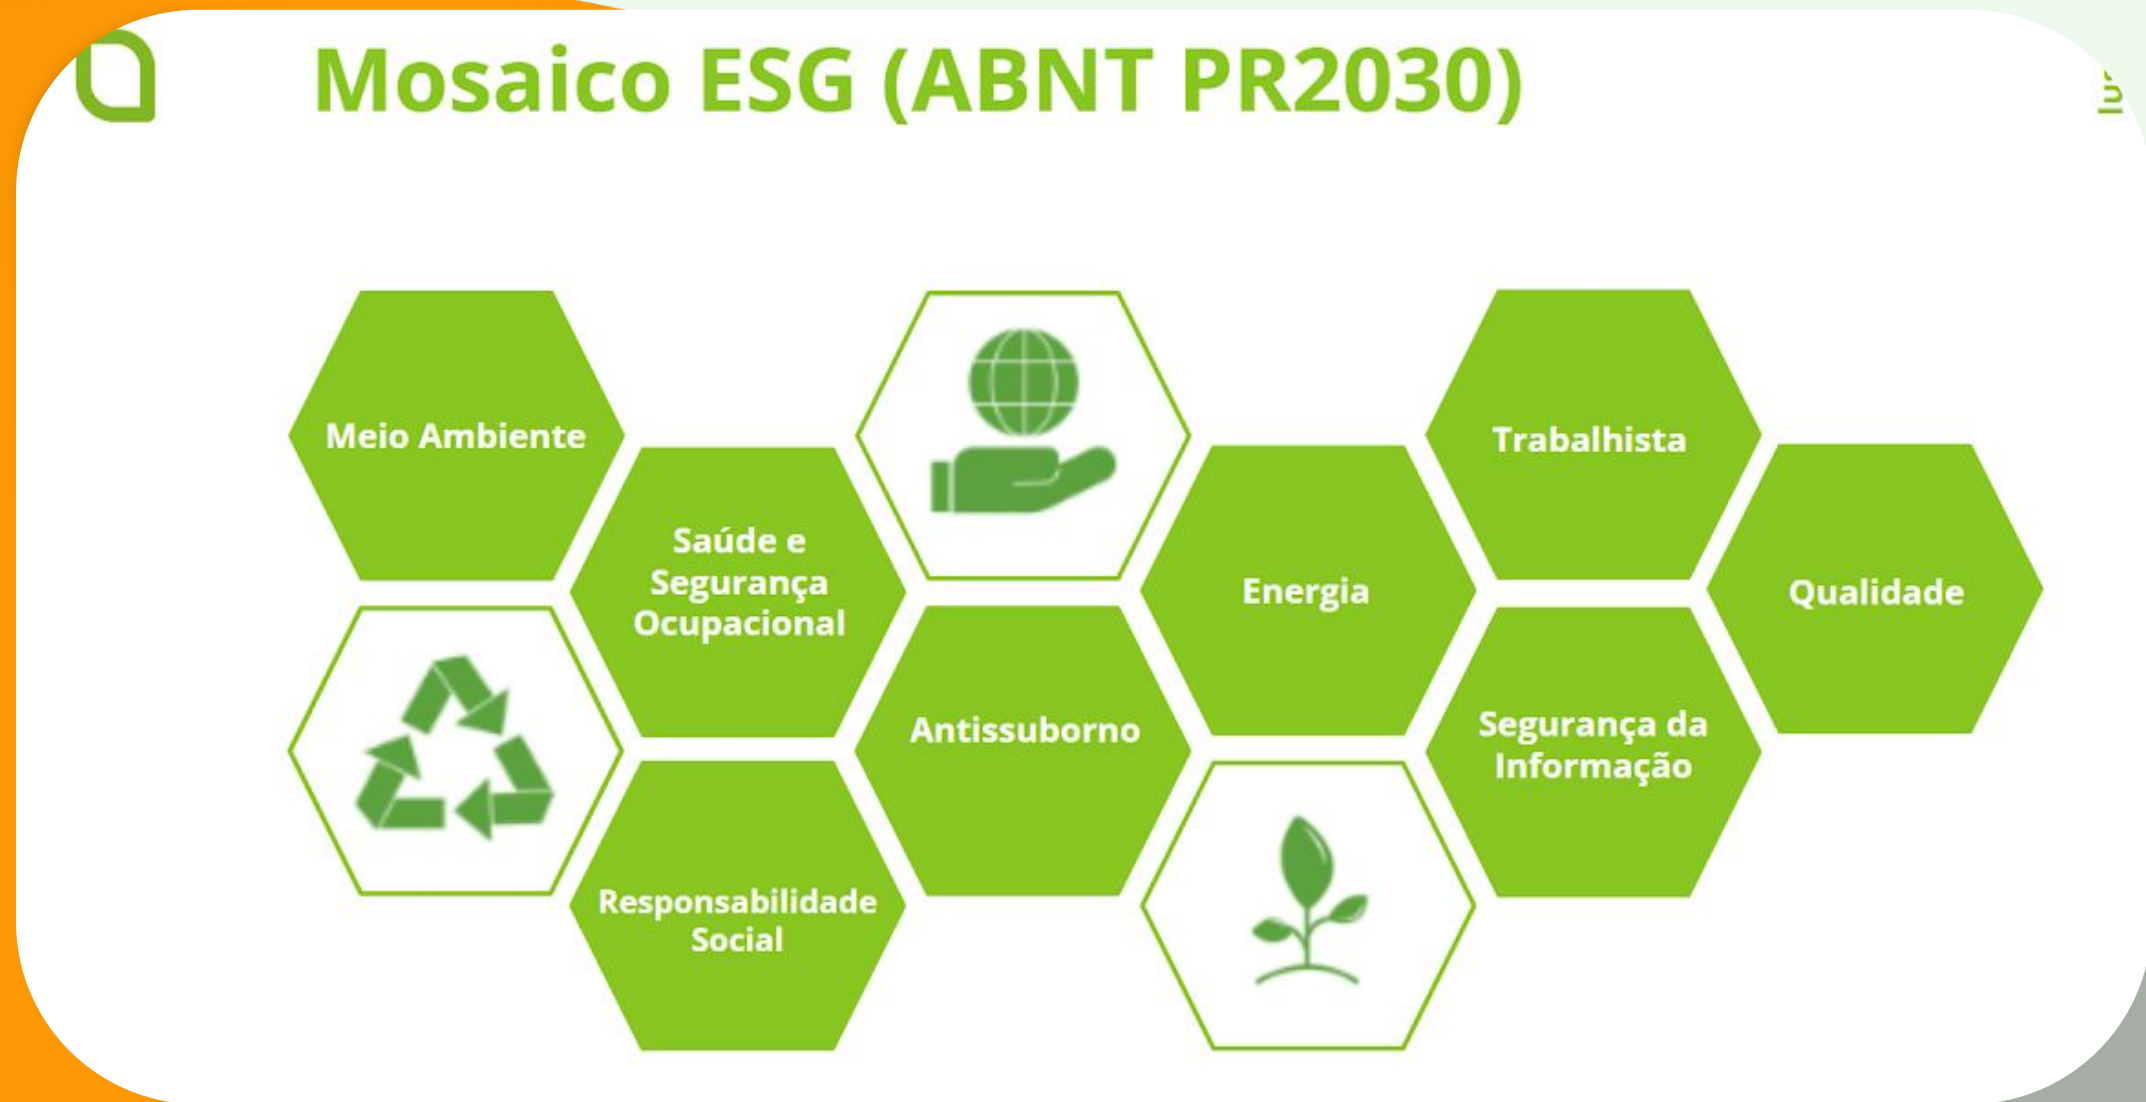 Mosaico ESG (ABNT PR2030)
Meio Ambiente
Saúde e
Segurança
Ocupacional
Responsabilidade
Social
Antissuborno
Energia
Trabalhista
Segurança da
Informação
Qualidade